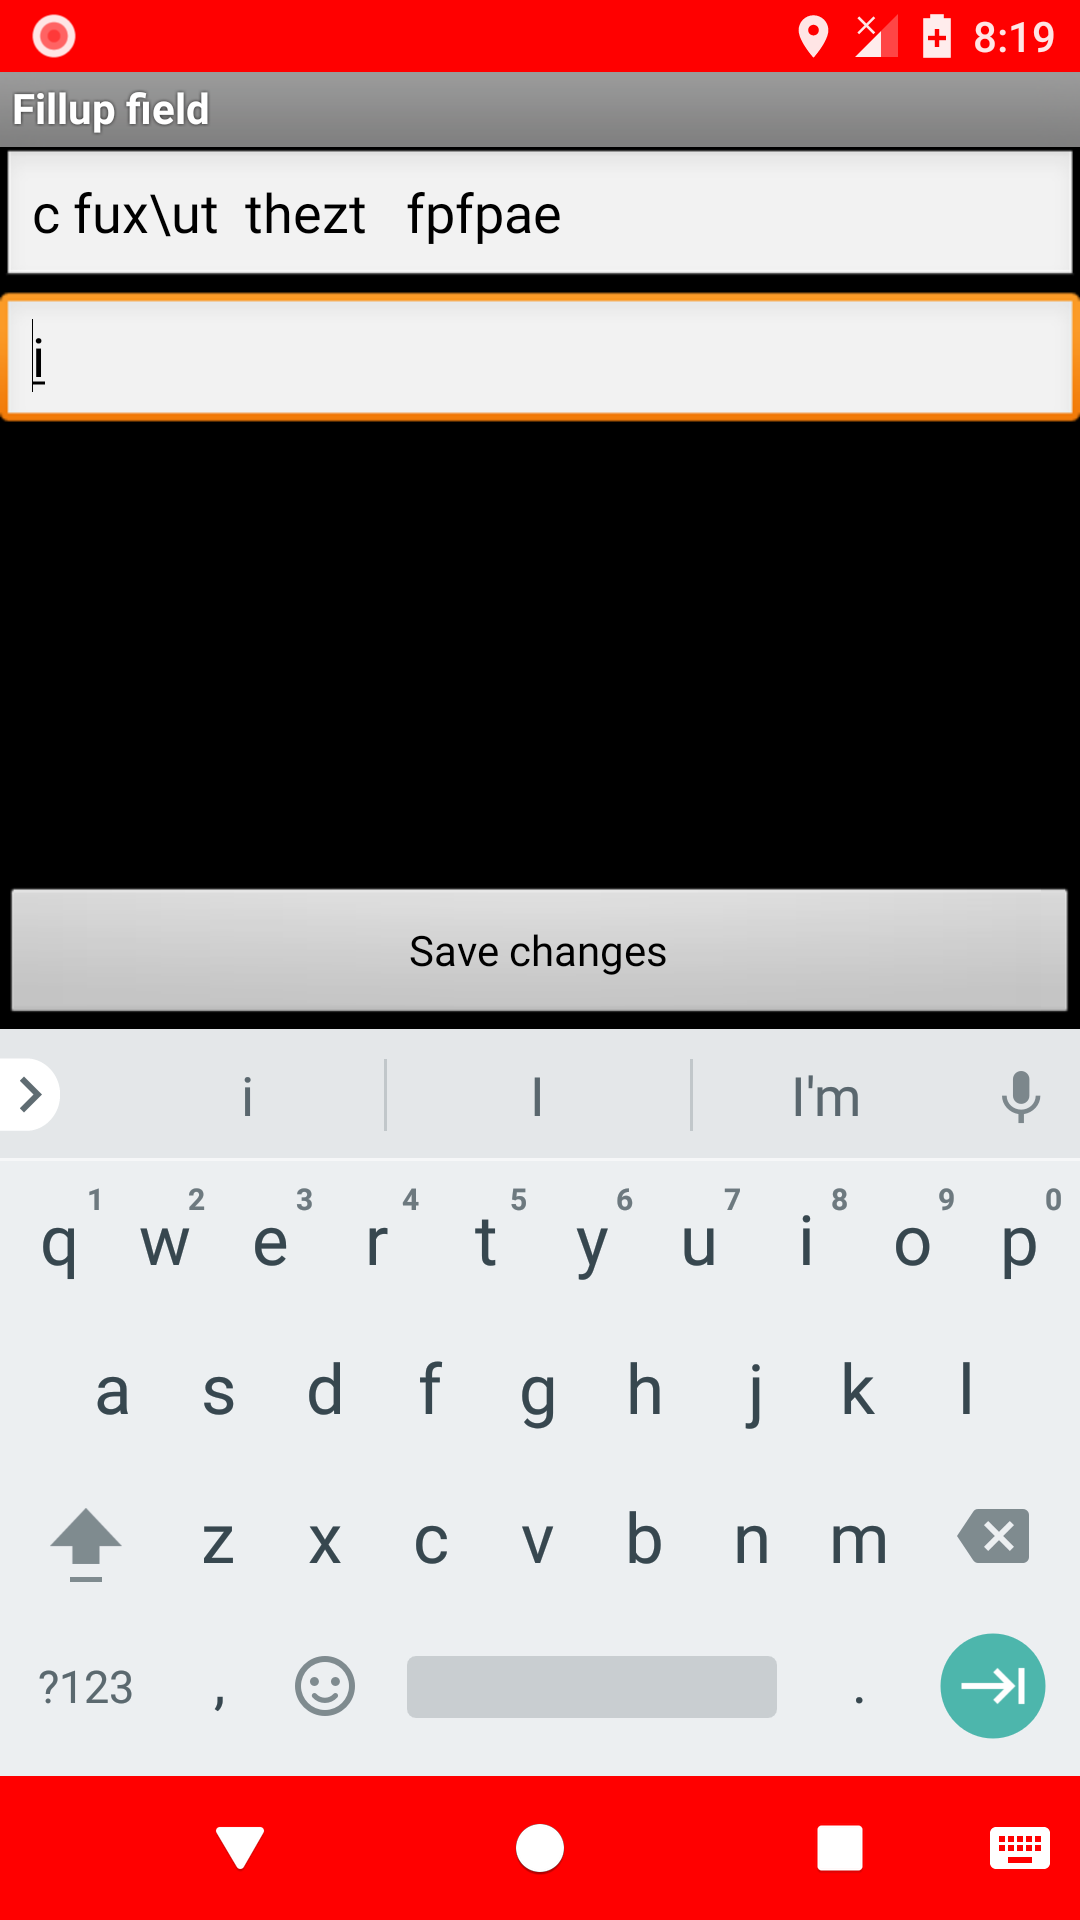 8:19
Fillup field
c fux\ut  thezt   fpfpae
i
Save changes
i I I'm
1 2 3 4 5 6 7 8 9 0
q w e r t y u i o p
a s d f g h j k l
z x c v b n m
?123 , .